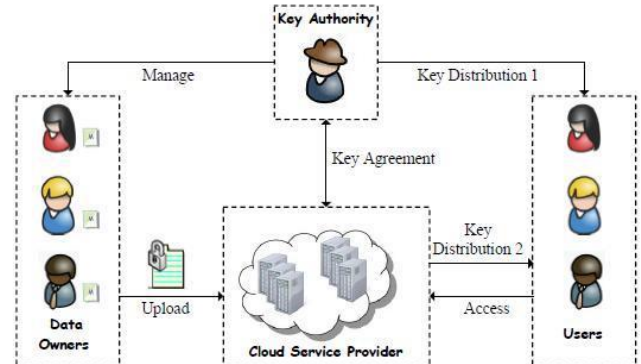 Key Authority
Manage
Key Distribution 1
Key Agreement
Key
Distribution 2
Upload
Access
Data
Owners
Cloud Service Provider
Users